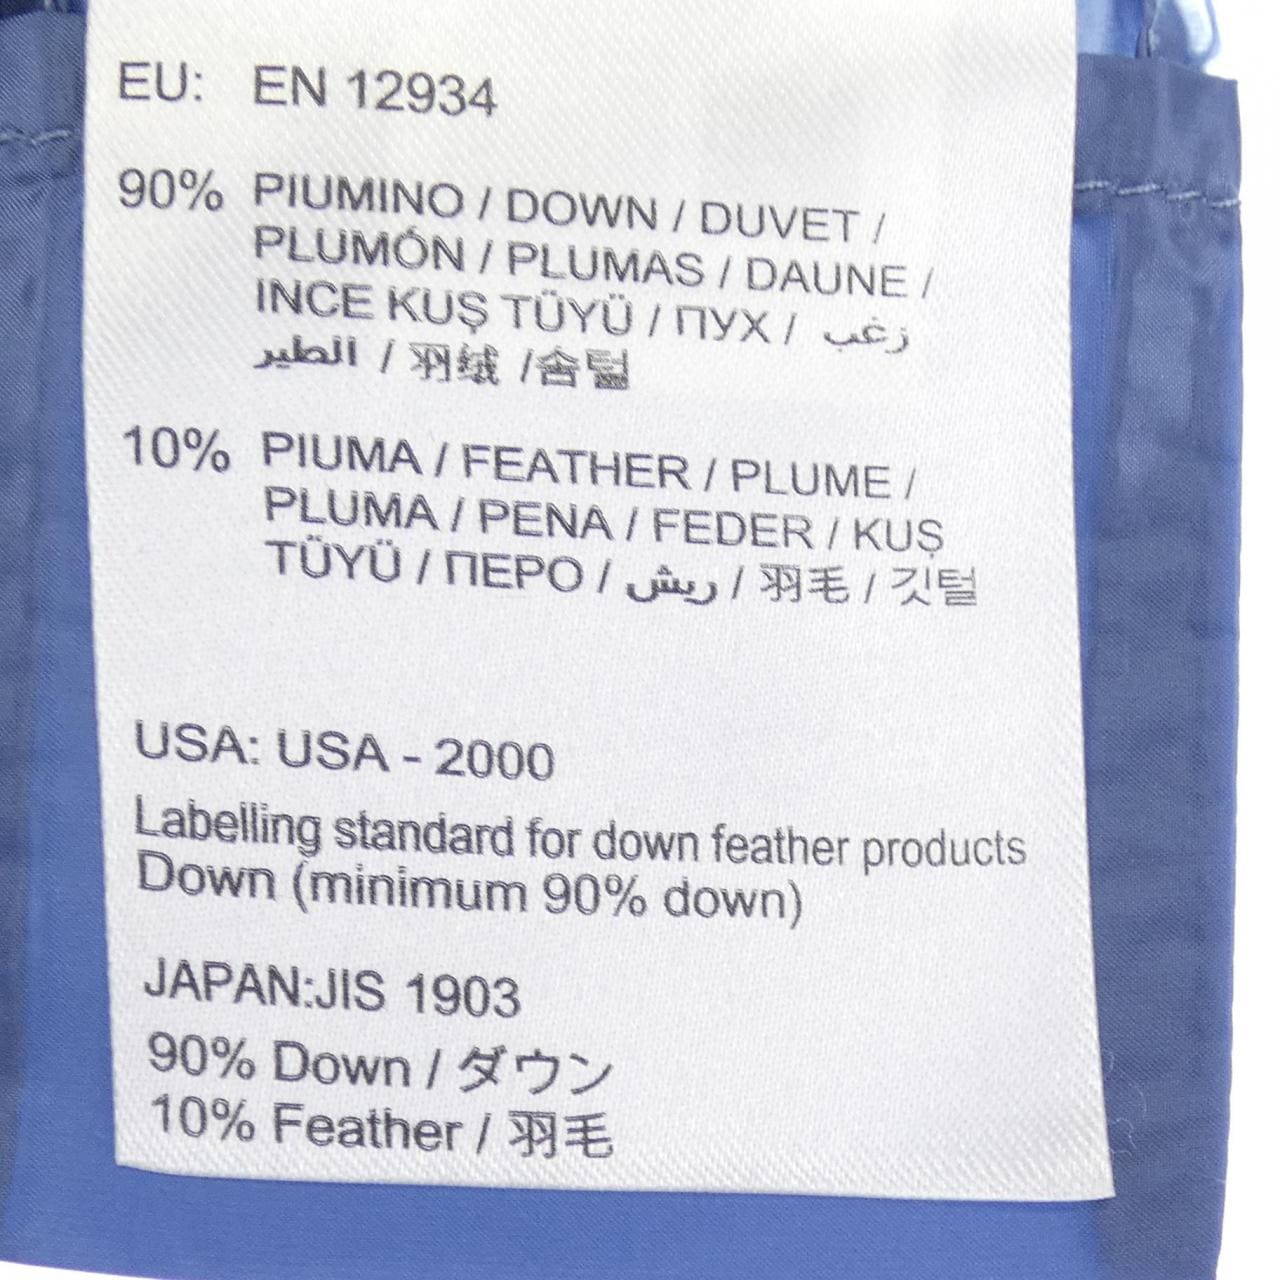 EU: EN 12934
90% PIUMINO / DOWN / DUVET /
PLUMÓN / PLUMAS / DAUNE /
INCE KUŞ TÜYÜ / ПУХ / زغب
الطير / 羽绒 /솜털
10% PIUMA / FEATHER / PLUME /
PLUMA / PENA / FEDER / KUŞ
TÜYÜ / ПЕРО / ريش / 羽毛 / 깃털
USA: USA - 2000
Labelling standard for down feather products
Down (minimum 90% down)
JAPAN:JIS 1903
90% Down / ダウン
10% Feather / 羽毛